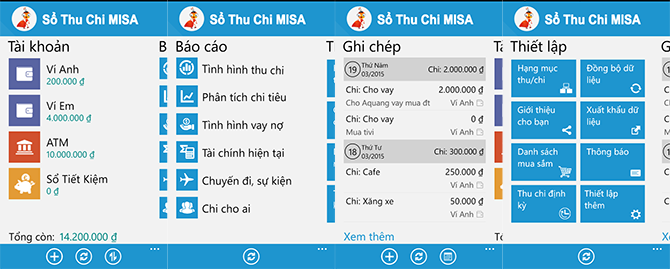 Sổ Thu Chi MISA
Tài khoản
B
Ví Anh
200.000 ₫
Ví Em
4.000.000 ₫
ATM
10.000.000 ₫
Sổ Tiết Kiệm
0 ₫
Tổng còn: 14.200.000 ₫
Sổ Thu Chi MISA
Báo cáo
Tình hình thu chi
Phân tích chi tiêu
Tình hình vay nợ
Tài chính hiện tại
Chuyến đi, sự kiện
Chi cho ai
Sổ Thu Chi MISA
Ghi chép
19 Thứ Năm
03/2015
Chi: 2.000.000 ₫
Chi: Cho vay
2.000.000 ₫
Cho Aquang vay mua đt
Ví Anh
Chi: Cho vay
0 ₫
Mua tivi
Ví Anh
18 Thứ Tư
03/2015
Chi: 300.000 ₫
Chi: Cafe
250.000 ₫
Ví Anh
Chi: Xăng xe
50.000 ₫
Ví Anh
Xem thêm
Sổ Thu Chi MISA
Thiết lập
Hạng mục
thu/chi
Đồng bộ dữ
liệu
Giới thiệu
cho bạn
Xuất khẩu dữ
liệu
Danh sách
mua sắm
Thông báo
Thu chi định
kỳ
Thiết lập
thêm